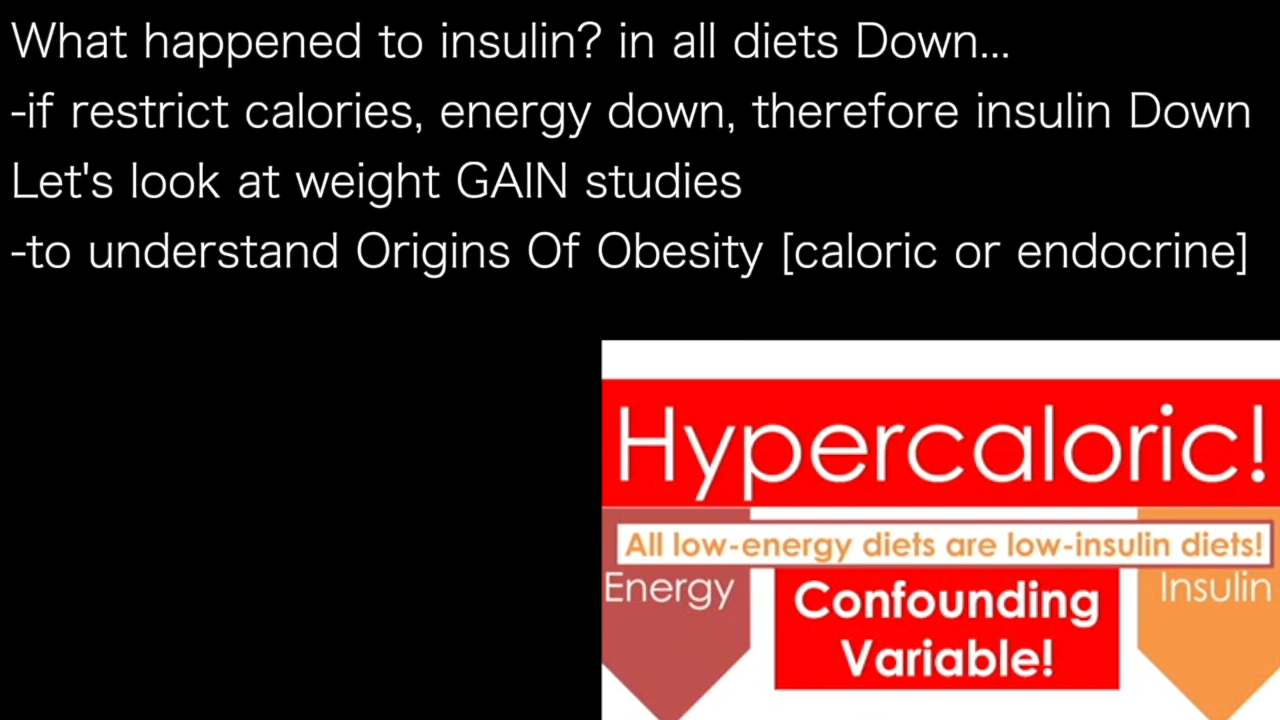 What happened to insulin? in all diets Down...
-if restrict calories, energy down, therefore insulin Down
Let's look at weight GAIN studies
-to understand Origins Of Obesity [caloric or endocrine]
Hypercaloric!
All low-energy diets are low-insulin diets!
Energy
Confounding
Variable!
Insulin